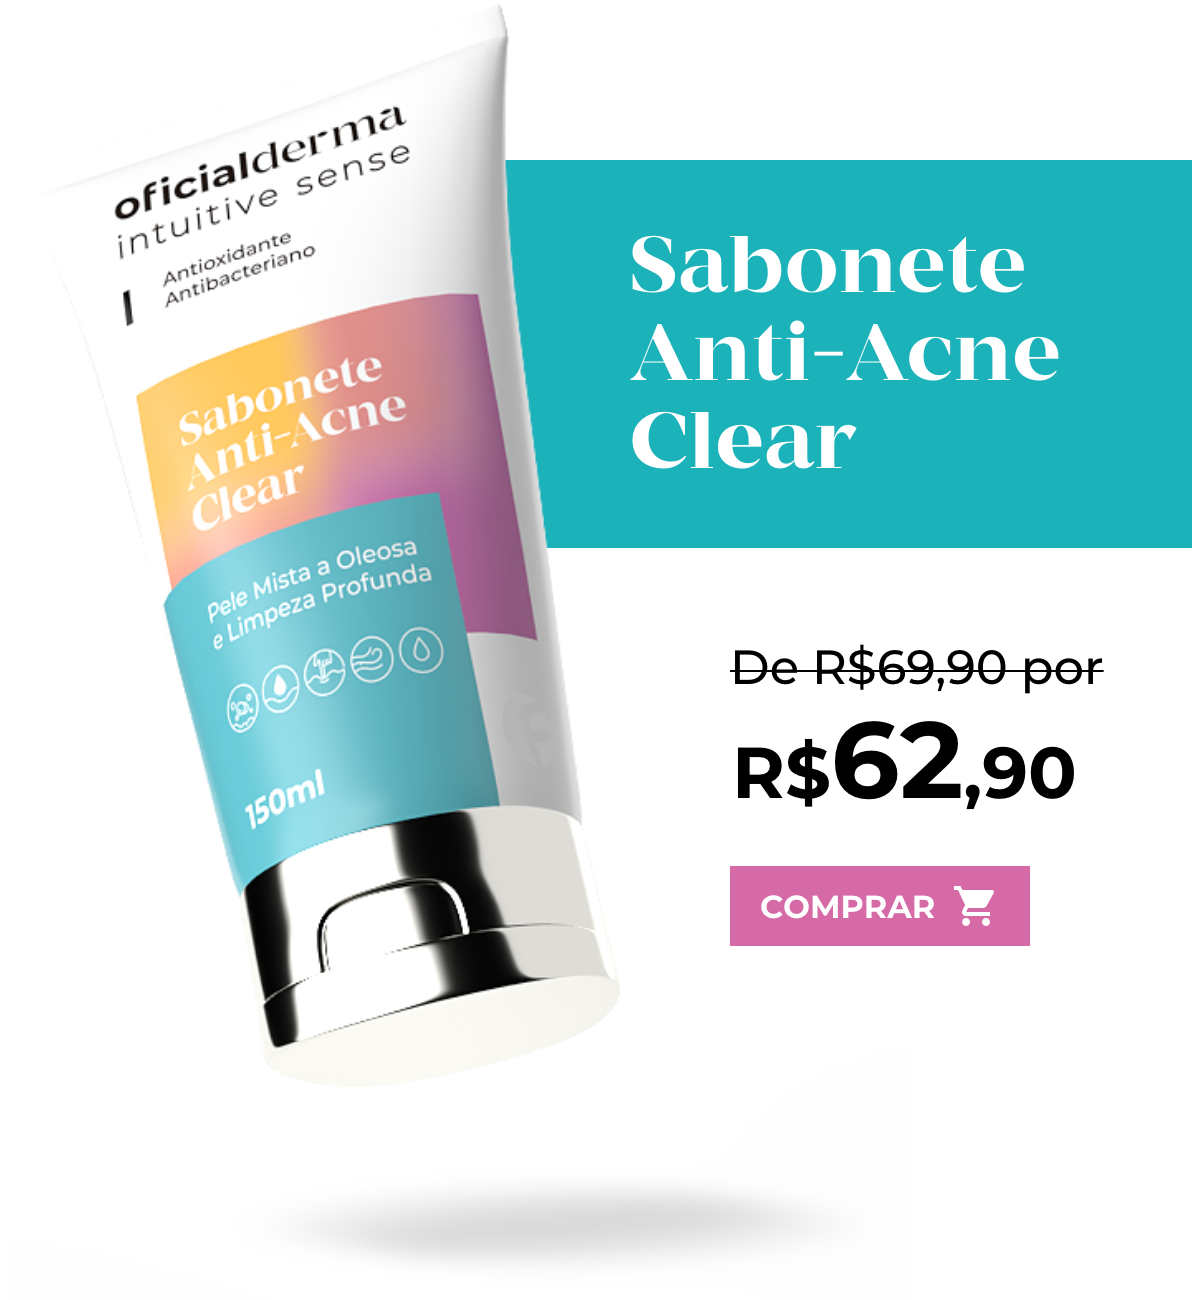 oficialderma
intuitive sense
Antioxidante
Antibacteriano
Sabonete
Anti-Acne
Clear
Pele Mista a Oleosa
e Limpeza Profunda
150ml
Sabonete
Anti-Acne
Clear
De R$69,90 por
R$62,90
COMPRAR